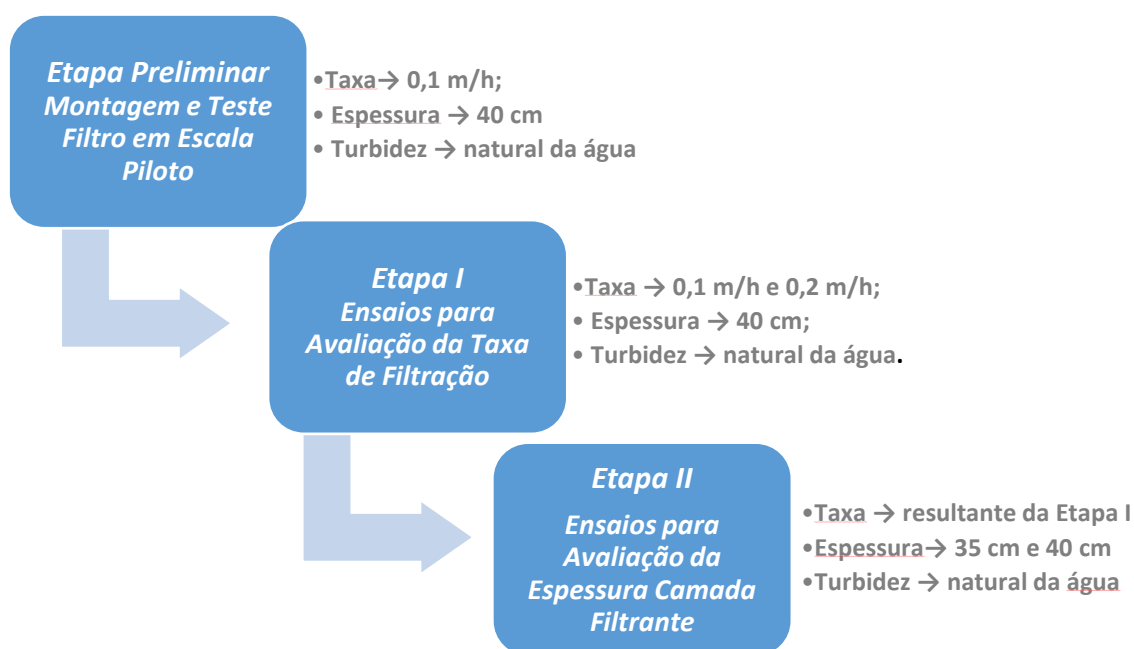 Etapa Preliminar
Montagem e Teste
Filtro em Escala
Piloto
•Taxa→ 0,1 m/h;
• Espessura → 40 cm
• Turbidez → natural da água
Etapa I
Ensaios para
Avaliação da Taxa
de Filtração
•Taxa → 0,1 m/h e 0,2 m/h;
• Espessura → 40 cm;
• Turbidez → natural da água.
Etapa II
Ensaios para
Avaliação da
Espessura Camada
Filtrante
•Taxa → resultante da Etapa I
•Espessura→ 35 cm e 40 cm
•Turbidez → natural da água